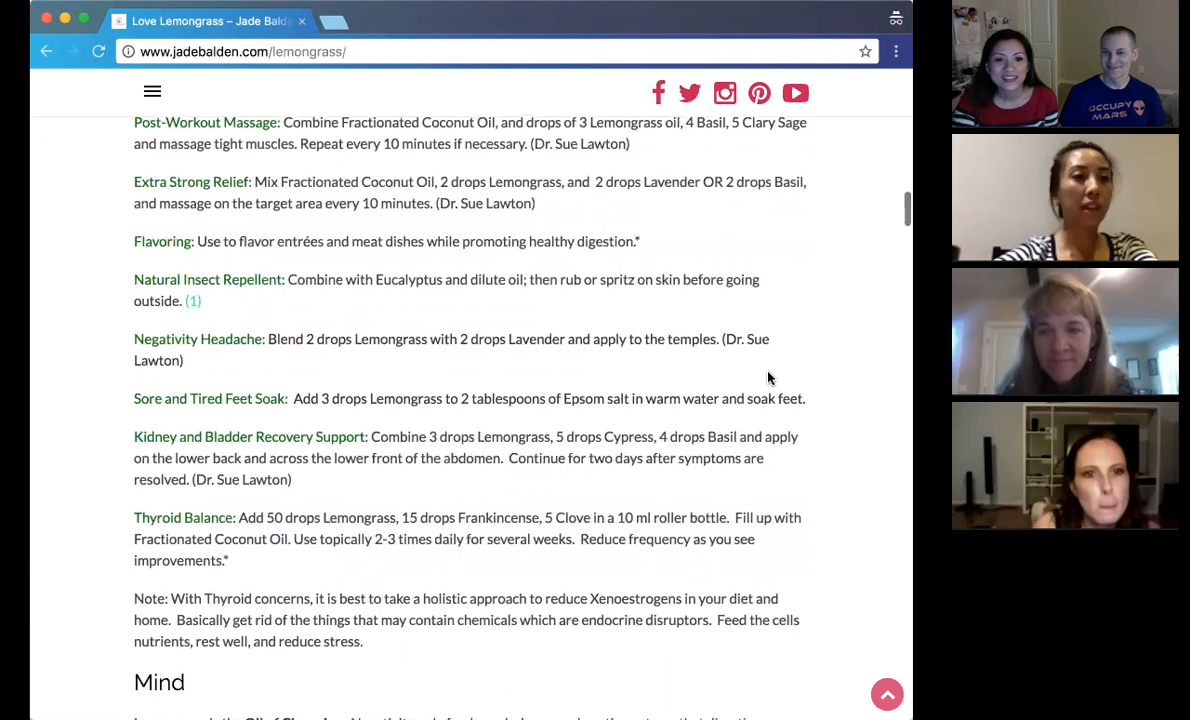 Love Lemongrass – Jade Balde
www.jadebalden.com/lemongrass/
Post-Workout Massage: Combine Fractionated Coconut Oil, and drops of 3 Lemongrass oil, 4 Basil, 5 Clary Sage
and massage tight muscles. Repeat every 10 minutes if necessary. (Dr. Sue Lawton)
Extra Strong Relief: Mix Fractionated Coconut Oil, 2 drops Lemongrass, and 2 drops Lavender OR 2 drops Basil,
and massage on the target area every 10 minutes. (Dr. Sue Lawton)
Flavoring: Use to flavor entrées and meat dishes while promoting healthy digestion.*
Natural Insect Repellent: Combine with Eucalyptus and dilute oil; then rub or spritz on skin before going
outside. (1)
Negativity Headache: Blend 2 drops Lemongrass with 2 drops Lavender and apply to the temples. (Dr. Sue
Lawton)
Sore and Tired Feet Soak: Add 3 drops Lemongrass to 2 tablespoons of Epsom salt in warm water and soak feet.
Kidney and Bladder Recovery Support: Combine 3 drops Lemongrass, 5 drops Cypress, 4 drops Basil and apply
on the lower back and across the lower front of the abdomen. Continue for two days after symptoms are
resolved. (Dr. Sue Lawton)
Thyroid Balance: Add 50 drops Lemongrass, 15 drops Frankincense, 5 Clove in a 10 ml roller bottle. Fill up with
Fractionated Coconut Oil. Use topically 2-3 times daily for several weeks. Reduce frequency as you see
improvements.*
Note: With Thyroid concerns, it is best to take a holistic approach to reduce Xenoestrogens in your diet and
home. Basically get rid of the things that may contain chemicals which are endocrine disruptors. Feed the cells
nutrients, rest well, and reduce stress.
Mind
OCCUPY
MARS